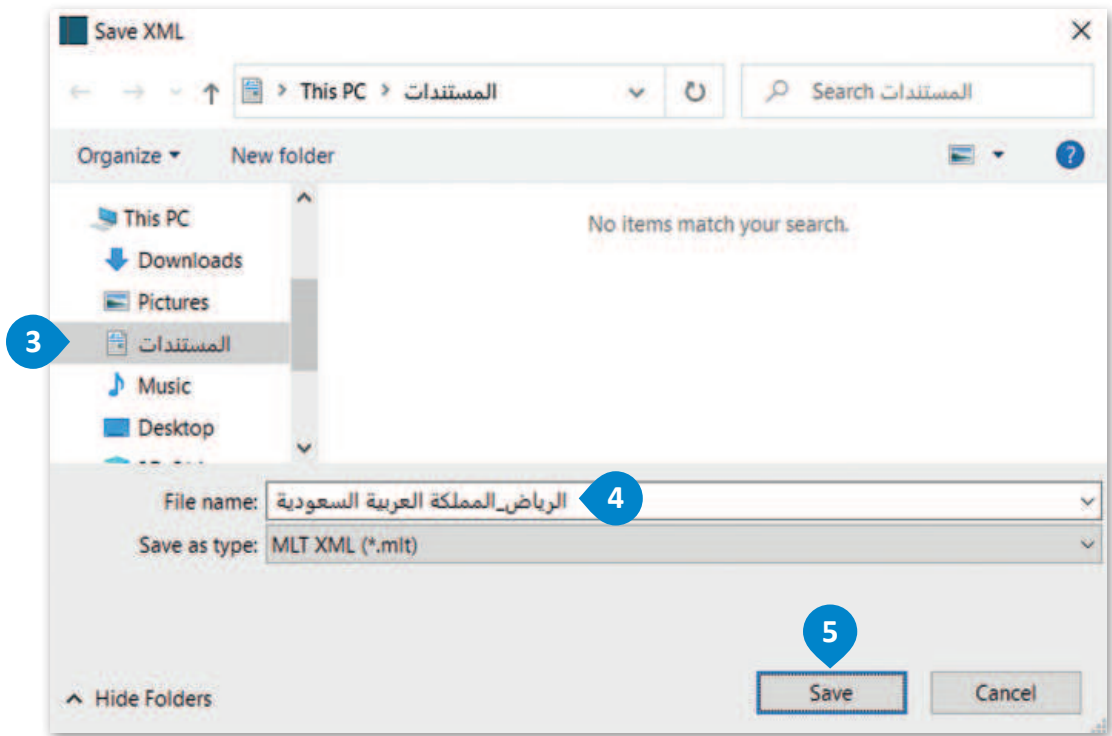 Save XML
This PC > المستندات
Search المستندات
Organize
New folder
This PC
Downloads
Pictures
3
المستندات
Music
Desktop
No items match your search.
File name: الرياض_المملكة العربية السعودية
4
Save as type: MLT XML (*.mlt)
5
Hide Folders
Save
Cancel